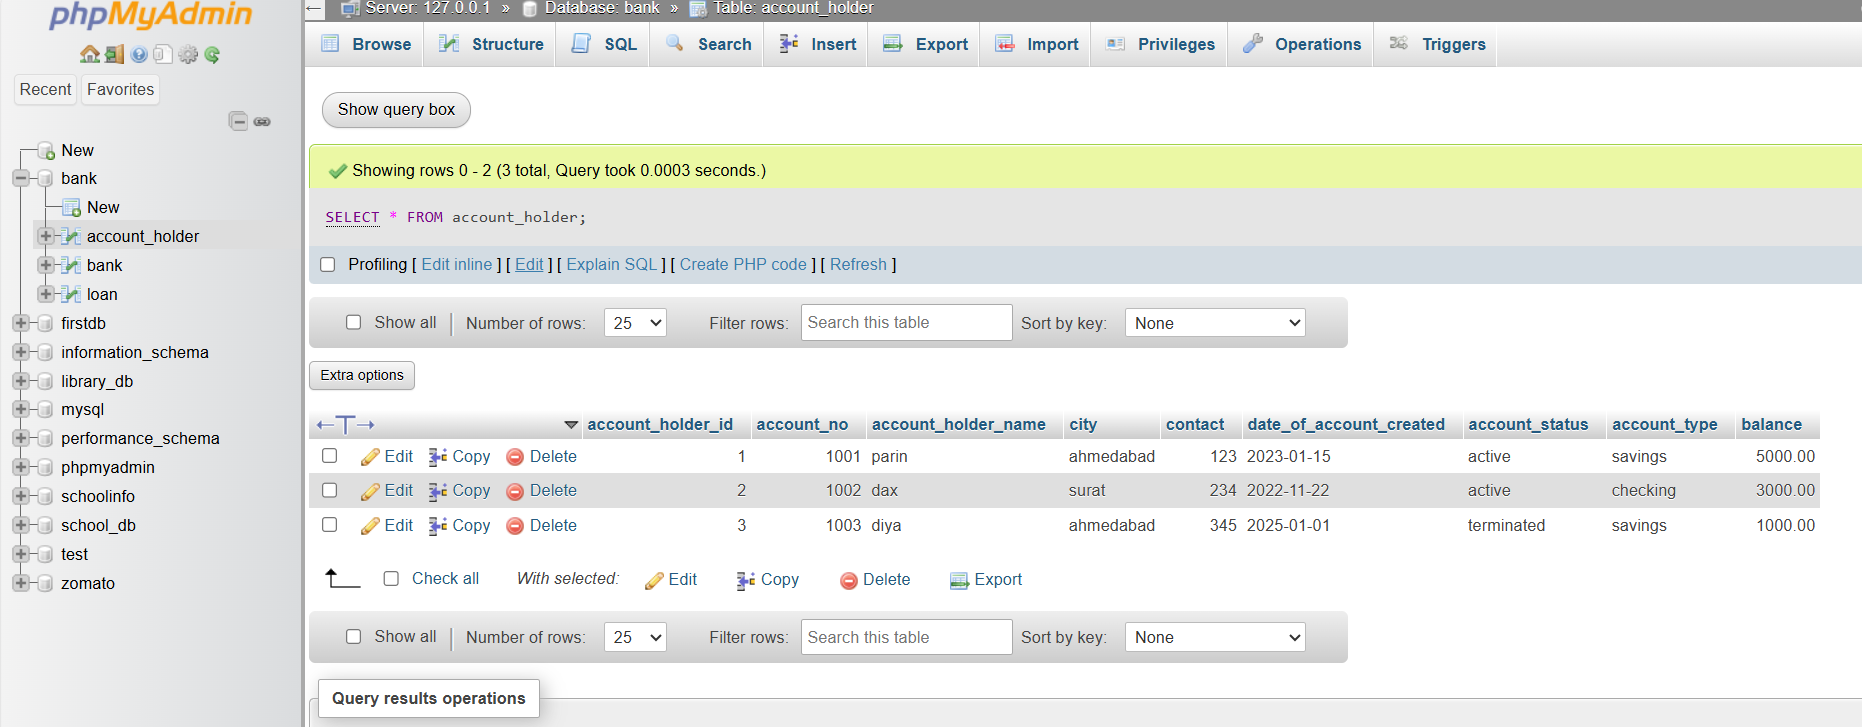 phpMyAdmin
Recent Favorites
New
bank
New
account_holder
bank
loan
firstdb
information_schema
library_db
mysql
performance_schema
phpmyadmin
schoolinfo
school_db
test
zomato
Server: 127.0.0.1 » Database: bank » Table: account_holder
Browse Structure SQL Search Insert Export Import Privileges Operations Triggers
Show query box
Showing rows 0 - 2 (3 total, Query took 0.0003 seconds.)
SELECT * FROM account_holder;
Profiling [ Edit inline ] [ Edit ] [ Explain SQL ] [ Create PHP code ] [ Refresh ]
Show all Number of rows: 25 Filter rows: Search this table Sort by key: None
Extra options
account_holder_id account_no account_holder_name city contact date_of_account_created account_status account_type balance
Edit Copy Delete 1 1001 parin ahmedabad 123 2023-01-15 active savings 5000.00
Edit Copy Delete 2 1002 dax surat 234 2022-11-22 active checking 3000.00
Edit Copy Delete 3 1003 diya ahmedabad 345 2025-01-01 terminated savings 1000.00
Check all With selected: Edit Copy Delete Export
Show all Number of rows: 25 Filter rows: Search this table Sort by key: None
Query results operations